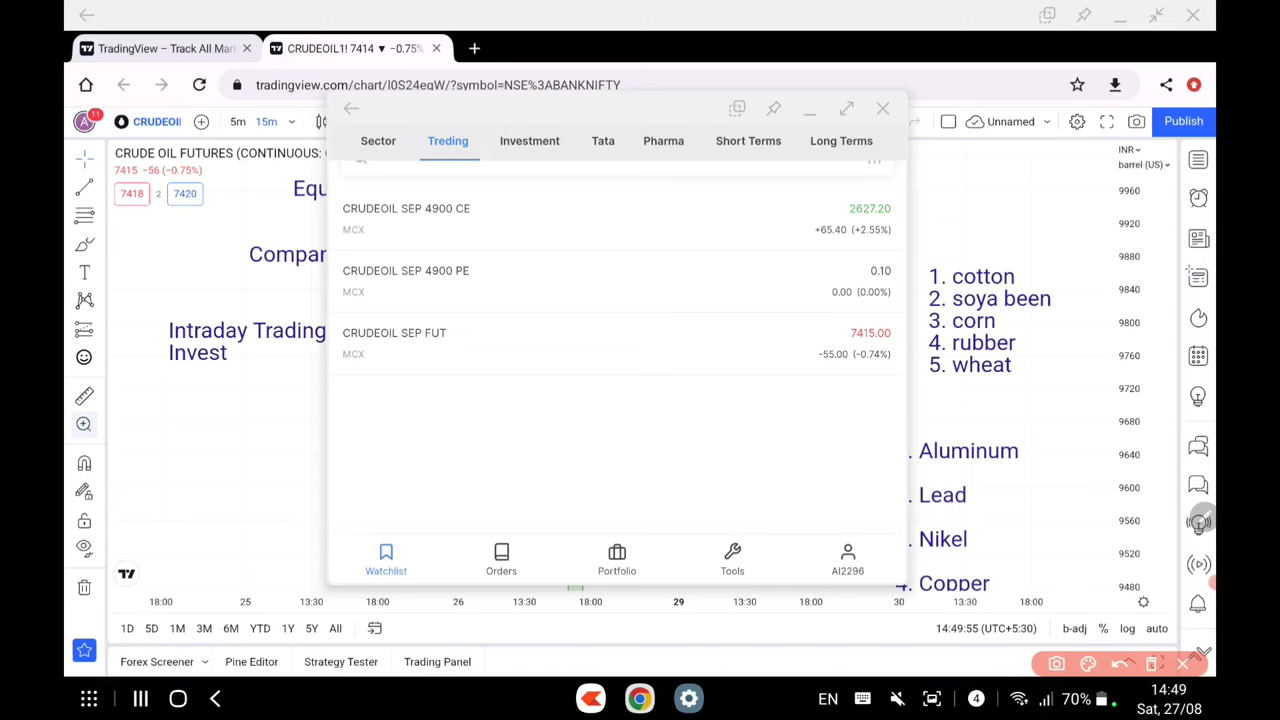 TradingView – Track All Mar
CRUDEOIL1! 7414 ▼ −0.75%
tradingview.com/chart/l0S24eqW/?symbol=NSE%3ABANKNIFTY
11
A
CRUDEOIL
5m
15m
Unnamed
Publish
CRUDE OIL FUTURES (CONTINUOUS:
7415 −56 (−0.75%)
7418
2
7420
INR
barrel (US)
Equ
Compar
Intraday Trading
Invest
Sector
Treding
Investment
Tata
Pharma
Short Terms
Long Terms
CRUDEOIL SEP 4900 CE
2627.20
MCX
+65.40 (+2.55%)
CRUDEOIL SEP 4900 PE
0.10
MCX
0.00 (0.00%)
CRUDEOIL SEP FUT
7415.00
MCX
-55.00 (-0.74%)
Watchlist
Orders
Portfolio
Tools
AI2296
1. cotton
2. soya been
3. corn
4. rubber
5. wheat
. Aluminum
. Lead
. Nikel
4. Copper
9960
9920
9880
9840
9800
9760
9720
9680
9640
9600
9560
9520
9480
18:00
25
13:30
18:00
26
13:30
18:00
29
13:30
18:00
30
13:30
18:00
1D
5D
1M
3M
6M
YTD
1Y
5Y
All
14:49:55 (UTC+5:30)
b-adj
%
log
auto
Forex Screener
Pine Editor
Strategy Tester
Trading Panel
EN
4
70%
14:49
Sat, 27/08